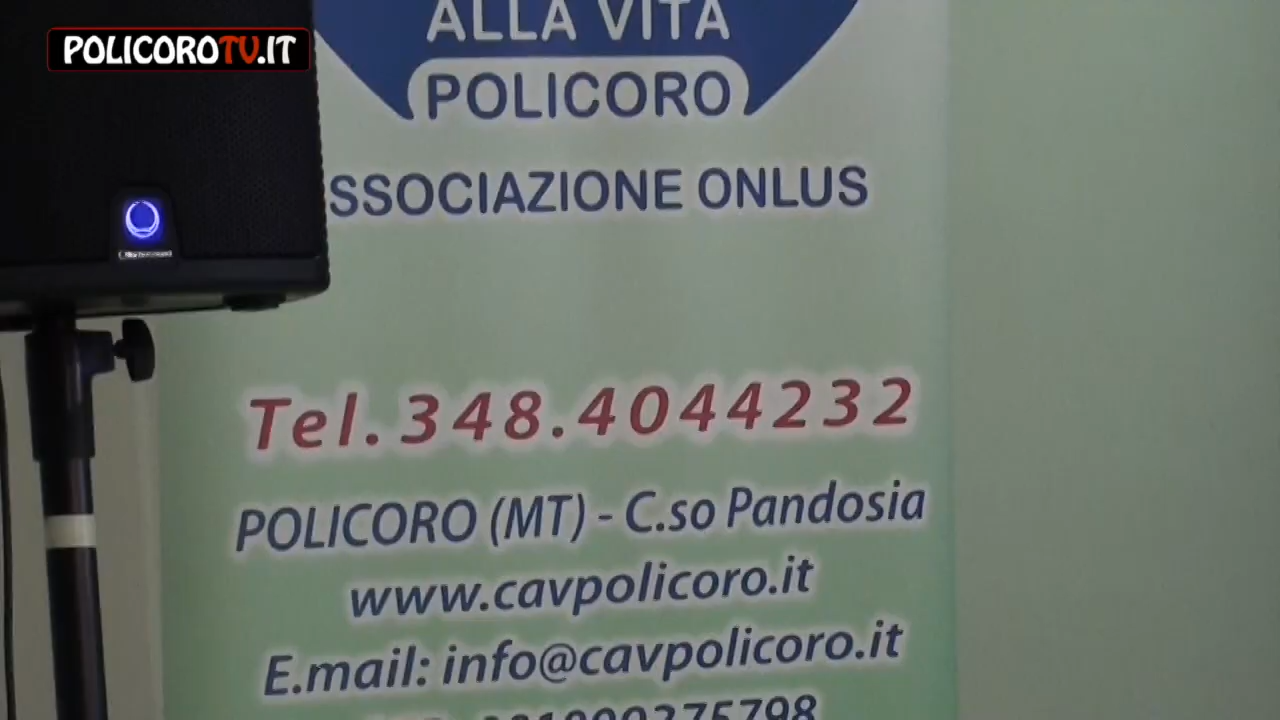 POLICOROTV.IT
ALLA VITA
POLICORO
SSOCIAZIONE ONLUS
Tel.348.4044232
POLICORO (MT) - C.so Pandosia
www.cavpolicoro.it
E.mail: info@cavpolicoro.it